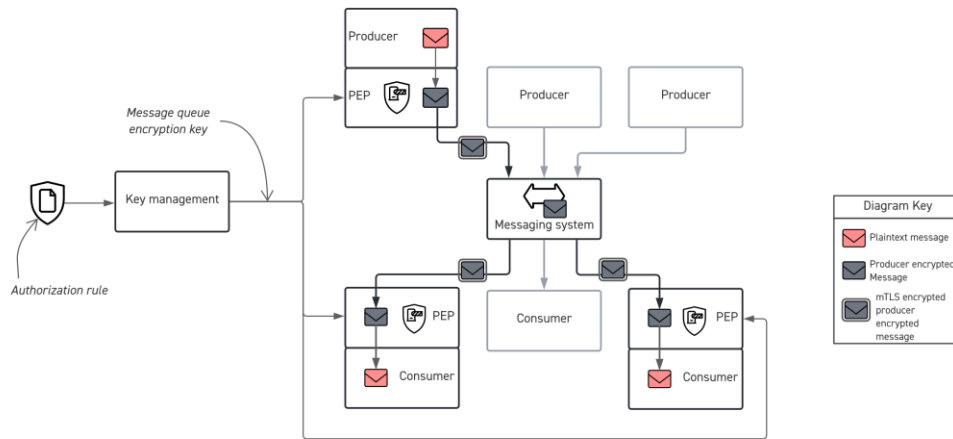 Producer
PEP
Producer
Producer
Message queue
encryption key
Key management
Messaging system
Authorization rule
PEP
Consumer
Consumer
PEP
Consumer
Diagram Key
Plaintext message
Producer encrypted
Message
mTLS encrypted
producer
encrypted
message